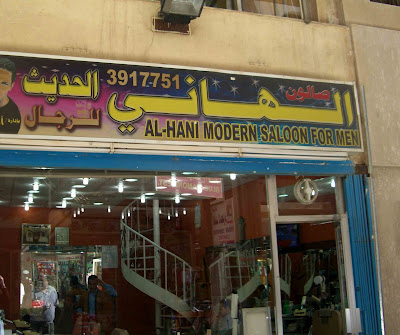 صالون
الهاني
3917751 الحديث
للرجال
AL-HANI MODERN SALOON FOR MEN